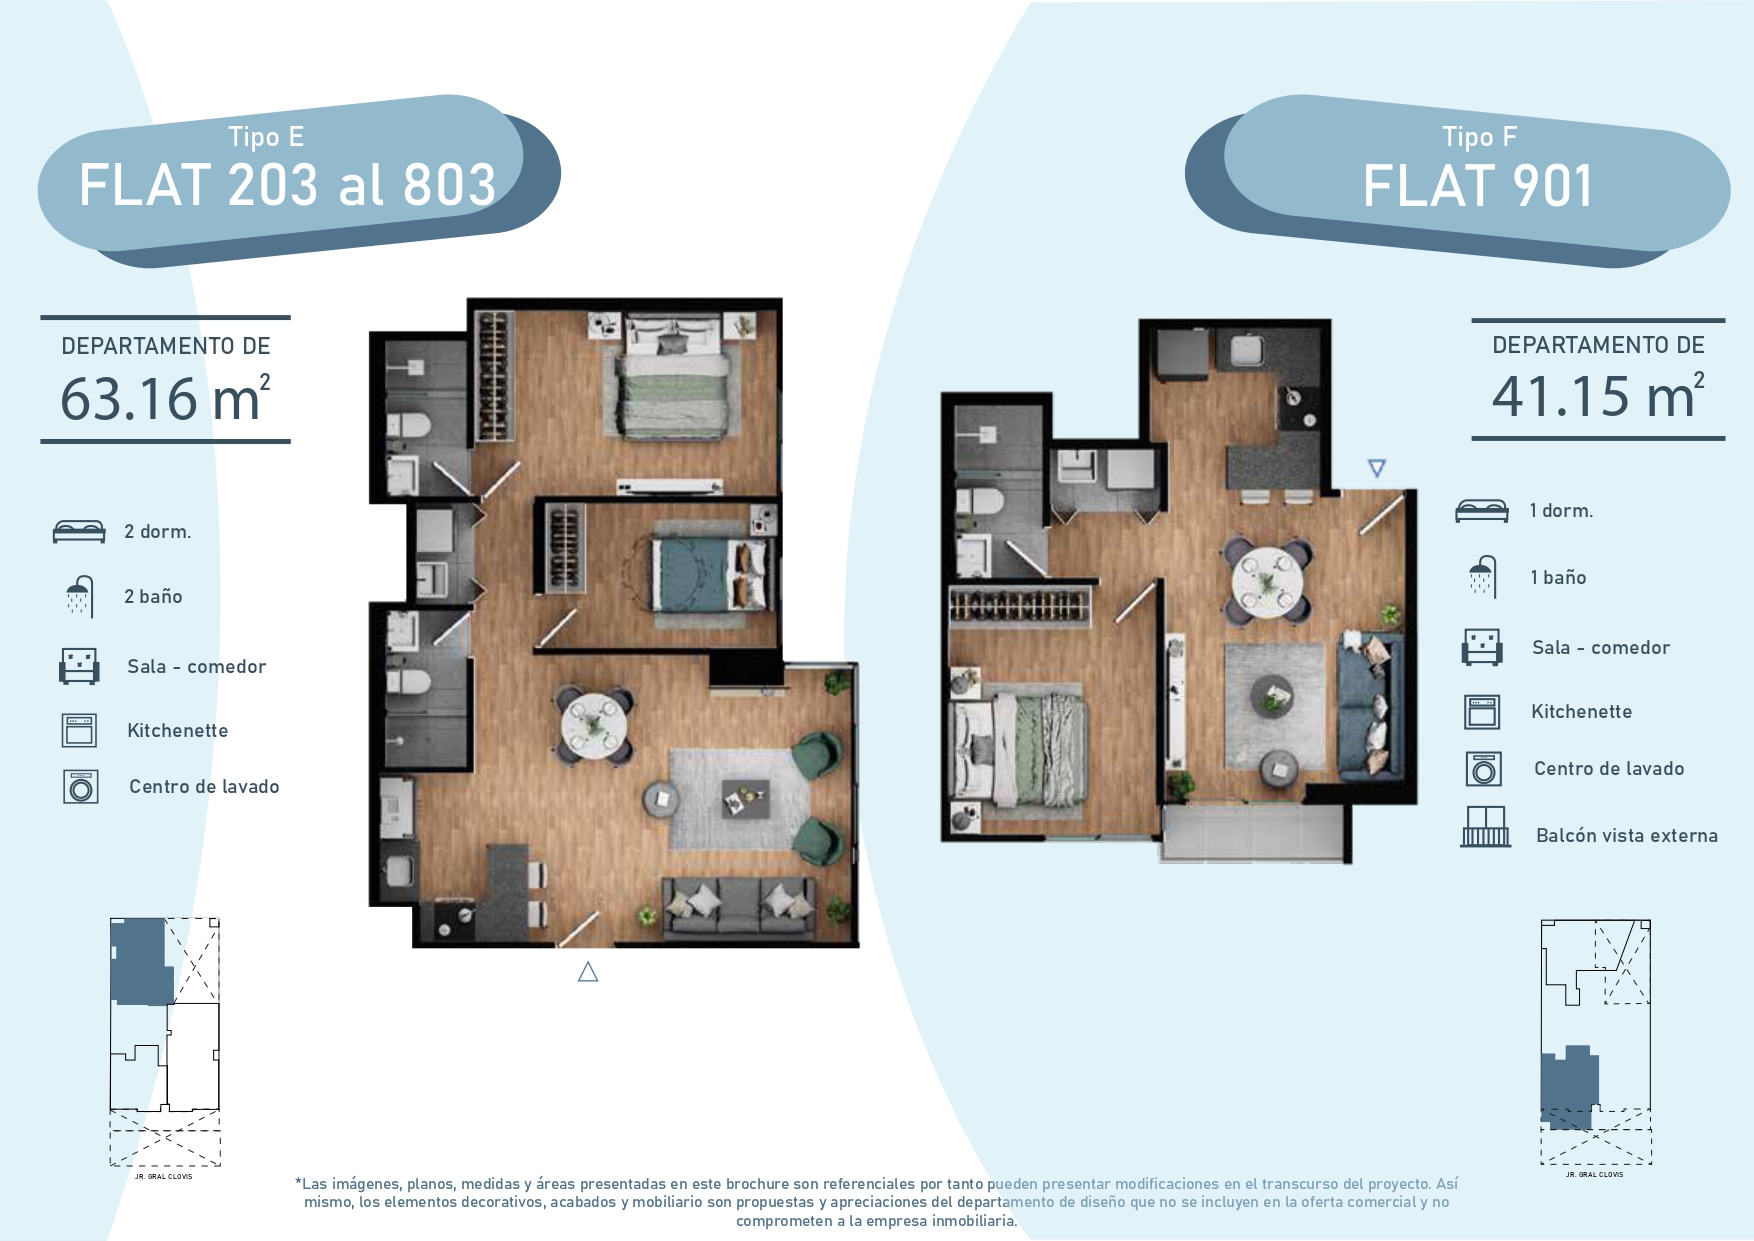 Tipo E
FLAT 203 al 803
DEPARTAMENTO DE
63.16 m²
2 dorm.
2 baño
Sala - comedor
Kitchenette
Centro de lavado
JR. GRAL CLOVIS
Tipo F
FLAT 901
DEPARTAMENTO DE
41.15 m²
1 dorm.
1 baño
Sala - comedor
Kitchenette
Centro de lavado
Balcón vista externa
JR. GRAL CLOVIS
*Las imágenes, planos, medidas y áreas presentadas en este brochure son referenciales por tanto pueden presentar modificaciones en el transcurso del proyecto. Así
mismo, los elementos decorativos, acabados y mobiliario son propuestas y apreciaciones del departamento de diseño que no se incluyen en la oferta comercial y no
comprometen a la empresa inmobiliaria.